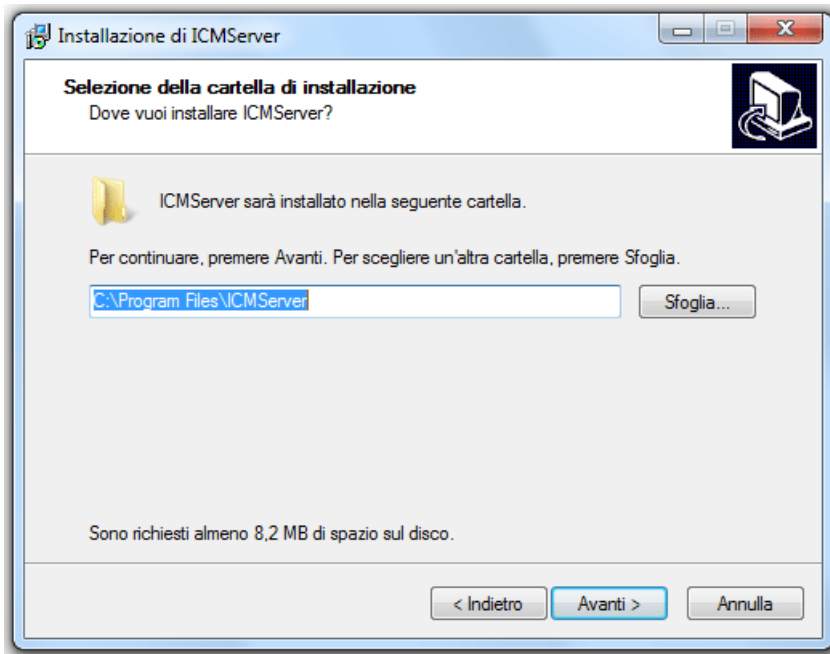 Installazione di ICMServer
Selezione della cartella di installazione
Dove vuoi installare ICMServer?
ICMServer sarà installato nella seguente cartella.
Per continuare, premere Avanti. Per scegliere un'altra cartella, premere Sfoglia.
C:\Program Files\ICMServer
Sfoglia...
Sono richiesti almeno 8,2 MB di spazio sul disco.
< Indietro
Avanti >
Annulla